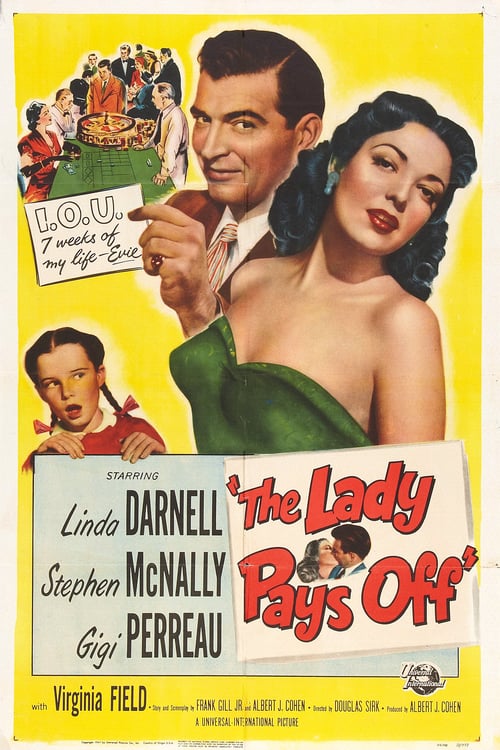 I.O.U.
7 weeks of
my life-Evie
STARRING
Linda DARNELL
Stephen McNALLY
Gigi PERREAU
"The Lady
Pays Off"
Universal
International
with Virginia FIELD • Story and Screenplay by FRANK GILL JR. and ALBERT J. COHEN • Directed by DOUGLAS SIRK • Produced by ALBERT J. COHEN
A UNIVERSAL-INTERNATIONAL PICTURE